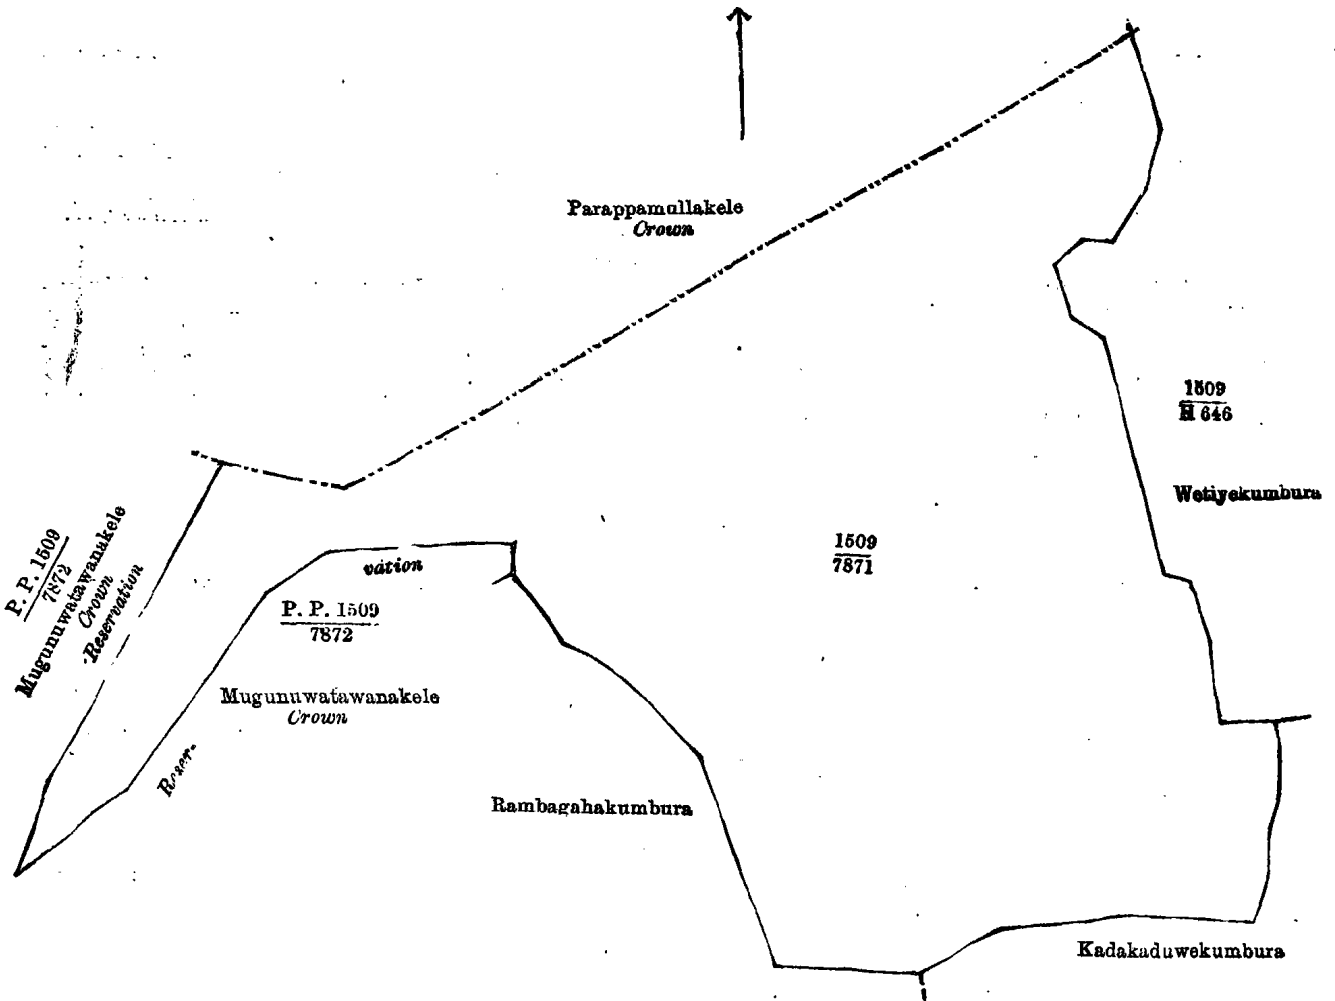 Parappamullakele
Crown
1509
H 646
Wetiyekumbura
1509
7871
P. P. 1509
7872
Mugunuwatawanakele
Crown
Reservation
vation
P. P. 1509
7872
Mugunuwatawanakele
Crown
Reser-
Rambagahakumbura
Kadakaduwekumbura